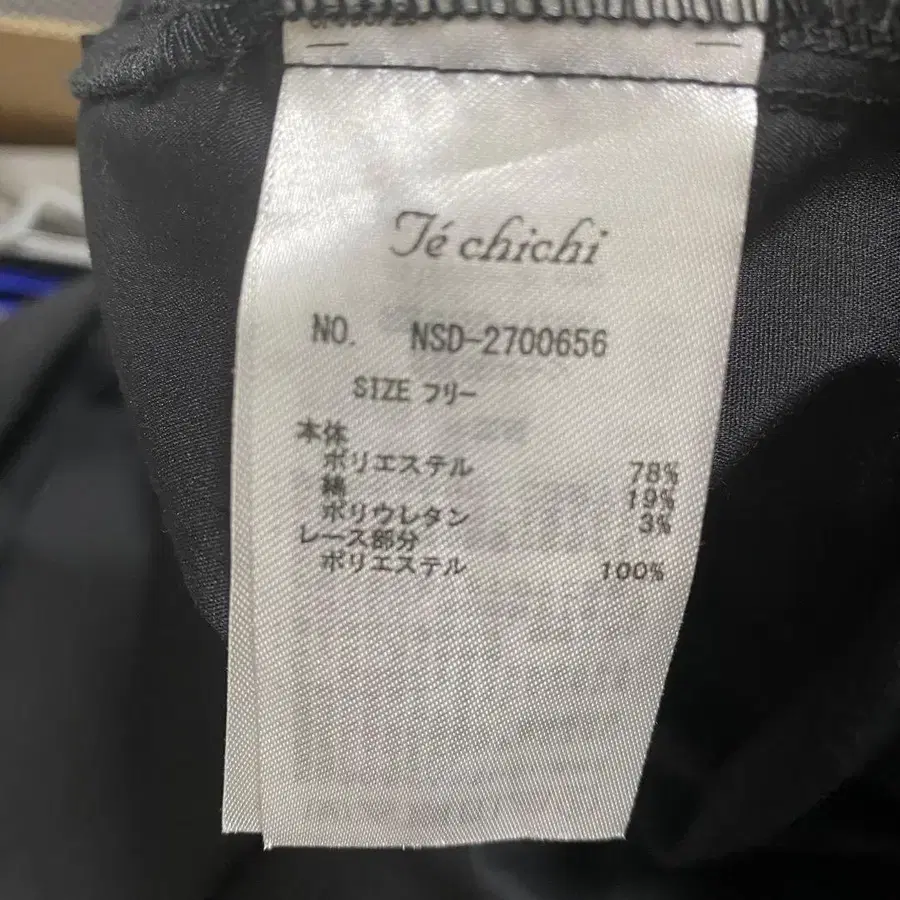 Té chichi
NO. NSD-2700656
SIZE フリー
本体
ポリエステル 78%
綿 19%
ポリウレタン 3%
レース部分
ポリエステル 100%